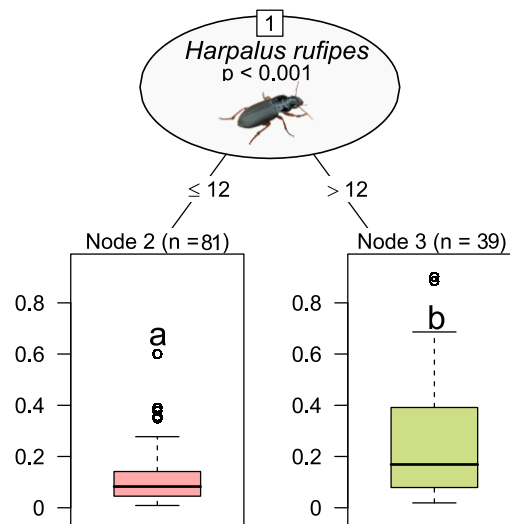 1
Harpalus rufipes
p < 0.001
≤ 12
> 12
Node 2 (n =81)
Node 3 (n = 39)
0.8
0.6
0.4
0.2
0
a
0.8
0.6
0.4
0.2
0
b